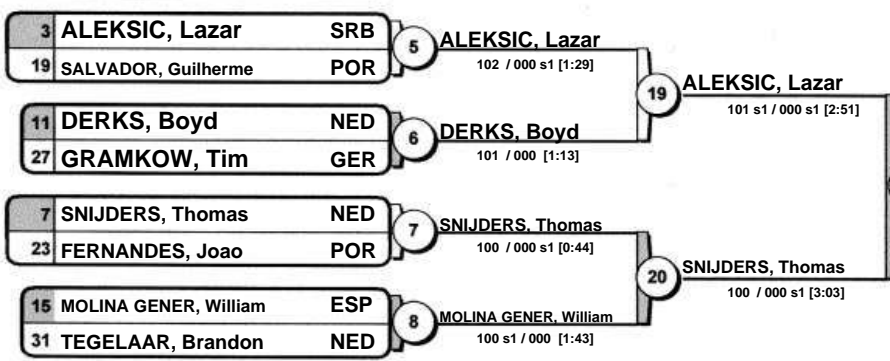 3 ALEKSIC, Lazar SRB
19 SALVADOR, Guilherme POR
5
ALEKSIC, Lazar
102 / 000 s1 [1:29]
11 DERKS, Boyd NED
27 GRAMKOW, Tim GER
6
DERKS, Boyd
101 / 000 [1:13]
19
ALEKSIC, Lazar
101 s1 / 000 s1 [2:51]
7 SNIJDERS, Thomas NED
23 FERNANDES, Joao POR
7
SNIJDERS, Thomas
100 / 000 s1 [0:44]
15 MOLINA GENER, William ESP
31 TEGELAAR, Brandon NED
8
MOLINA GENER, William
100 s1 / 000 [1:43]
20
SNIJDERS, Thomas
100 / 000 s1 [3:03]